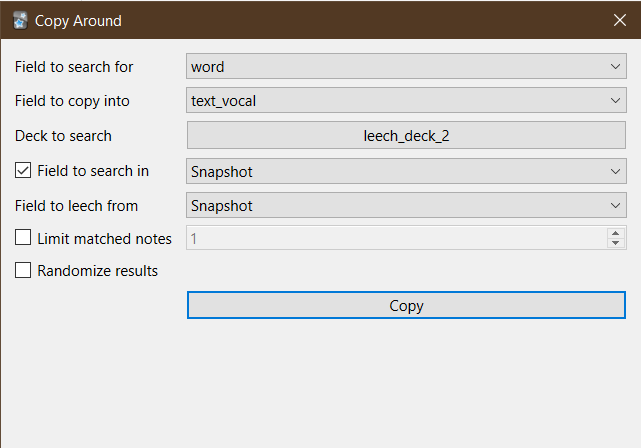 Copy Around
Field to search for word
Field to copy into text_vocal
Deck to search leech_deck_2
Field to search in Snapshot
Field to leech from Snapshot
Limit matched notes 1
Randomize results
Copy